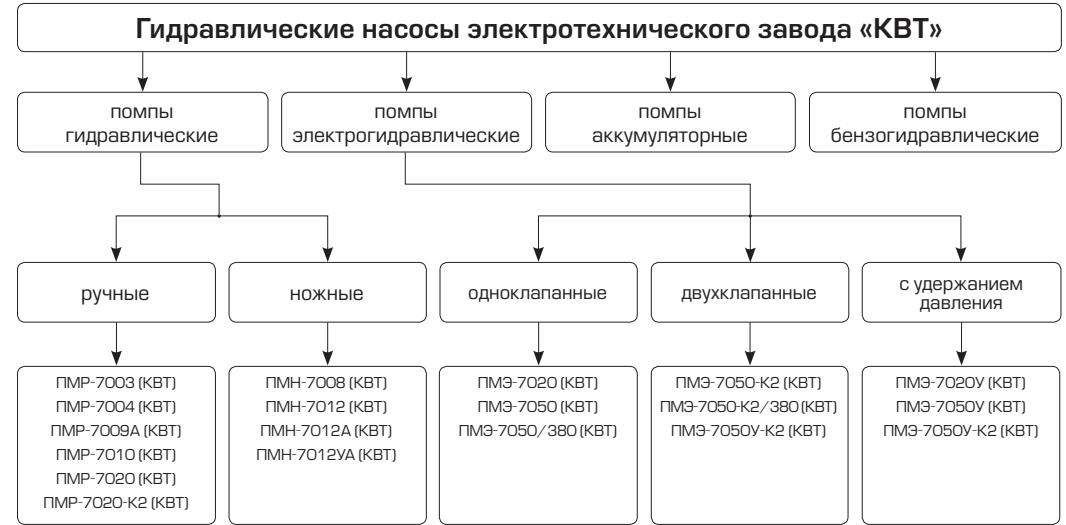 Гидравлические насосы электротехнического завода «КВТ»
помпы
гидравлические
помпы
электрогидравлические
помпы
аккумуляторные
помпы
бензогидравлические
ручные
ножные
одноклапанные
двухклапанные
с удержанием
давления
ПМР-7003 (КВТ)
ПМР-7004 (КВТ)
ПМР-7009А (КВТ)
ПМР-7010 (КВТ)
ПМР-7020 (КВТ)
ПМР-7020-К2 (КВТ)
ПМН-7008 (КВТ)
ПМН-7012 (КВТ)
ПМН-7012А (КВТ)
ПМН-7012УА (КВТ)
ПМЭ-7020 (КВТ)
ПМЭ-7050 (КВТ)
ПМЭ-7050/380 (КВТ)
ПМЭ-7050-К2 (КВТ)
ПМЭ-7050-К2/380 (КВТ)
ПМЭ-7050У-К2 (КВТ)
ПМЭ-7020У (КВТ)
ПМЭ-7050У (КВТ)
ПМЭ-7050У-К2 (КВТ)